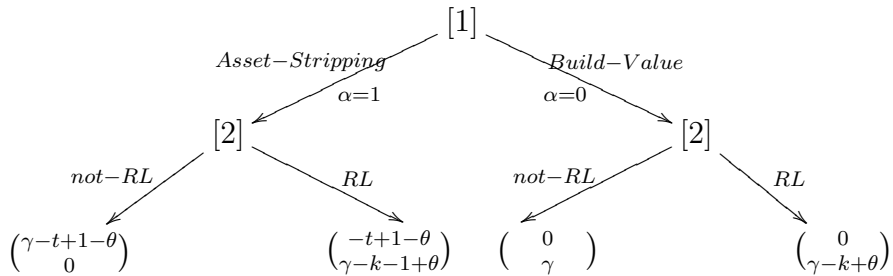 [1]
Asset−Stripping Build−Value
α=1 α=0
[2] [2]
not−RL RL not−RL RL
(γ−t+1−θ) (−t+1−θ) (0) (0)
(0) (γ−k−1+θ) (γ) (γ−k+θ)